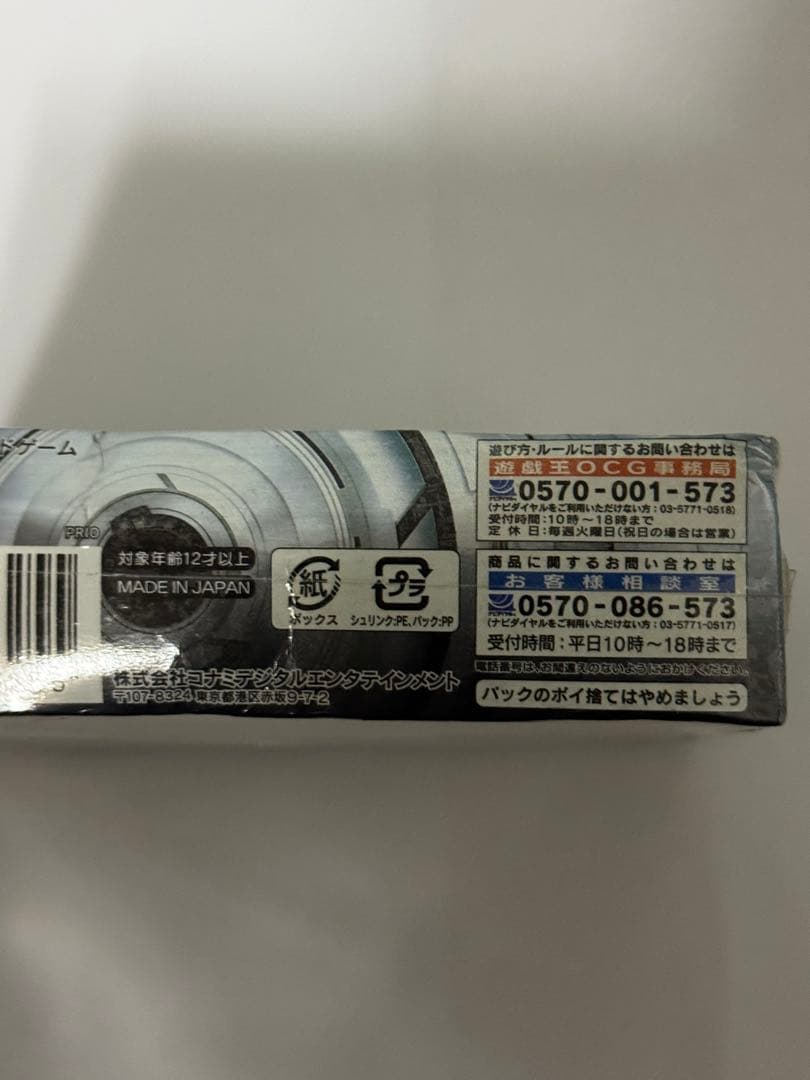 ドゲーム
PRIO
対象年齢12才以上
MADE IN JAPAN
紙
ボックス
プラ
シュリンク:PE、パック:PP
株式会社コナミデジタルエンタテインメント
〒107-8324 東京都港区赤坂9-7-2
遊び方・ルールに関するお問い合わせは
遊戯王OCG事務局
0570-001-573
(ナビダイヤルをご利用いただけない方:03-5771-0518)
受付時間:10時～18時まで
定休日:毎週火曜日(祝日の場合は営業)
商品に関するお問い合わせは
お客様相談室
0570-086-573
(ナビダイヤルをご利用いただけない方:03-5771-0517)
受付時間:平日10時～18時まで
電話番号は、お間違えのないようにおかけください。
パックのポイ捨てはやめましょう